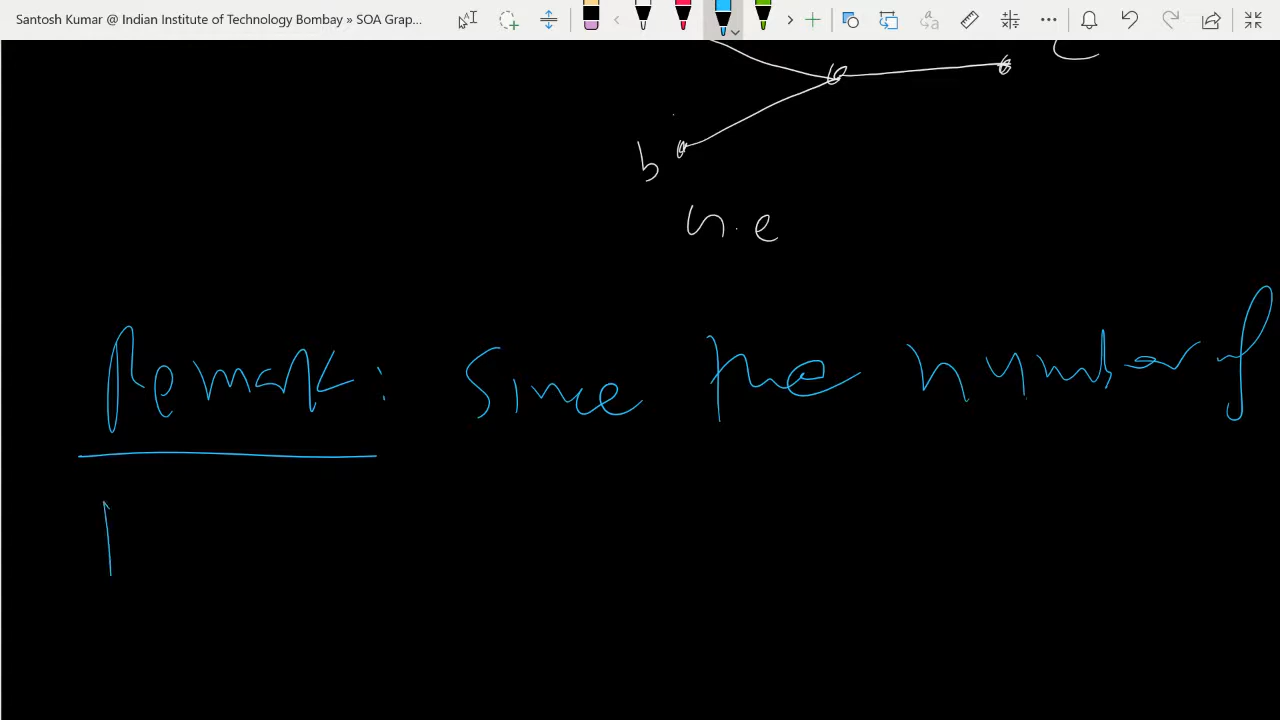 Santosh Kumar @ Indian Institute of Technology Bombay » SOA Grap...
c
b
n.e
Remark: Since the number of